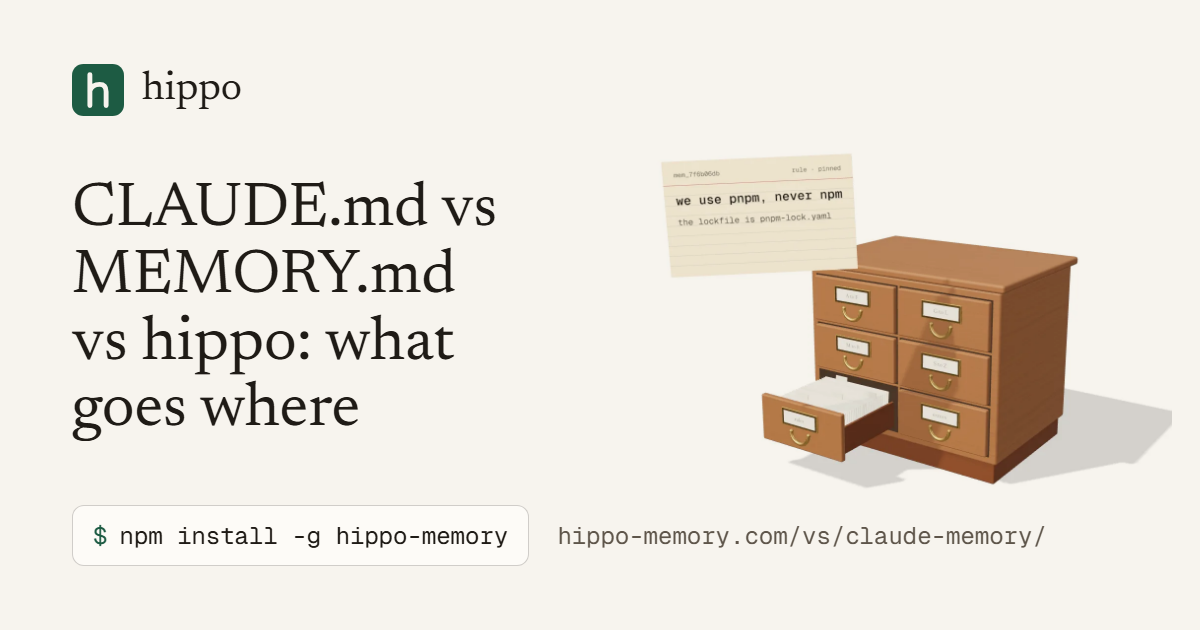 hippo
CLAUDE.md vs
MEMORY.md
vs hippo: what
goes where
mem_7f6b06db
rule · pinned
we use pnpm, never npm
the lockfile is pnpm-lock.yaml
$ npm install -g hippo-memory
hippo-memory.com/vs/claude-memory/